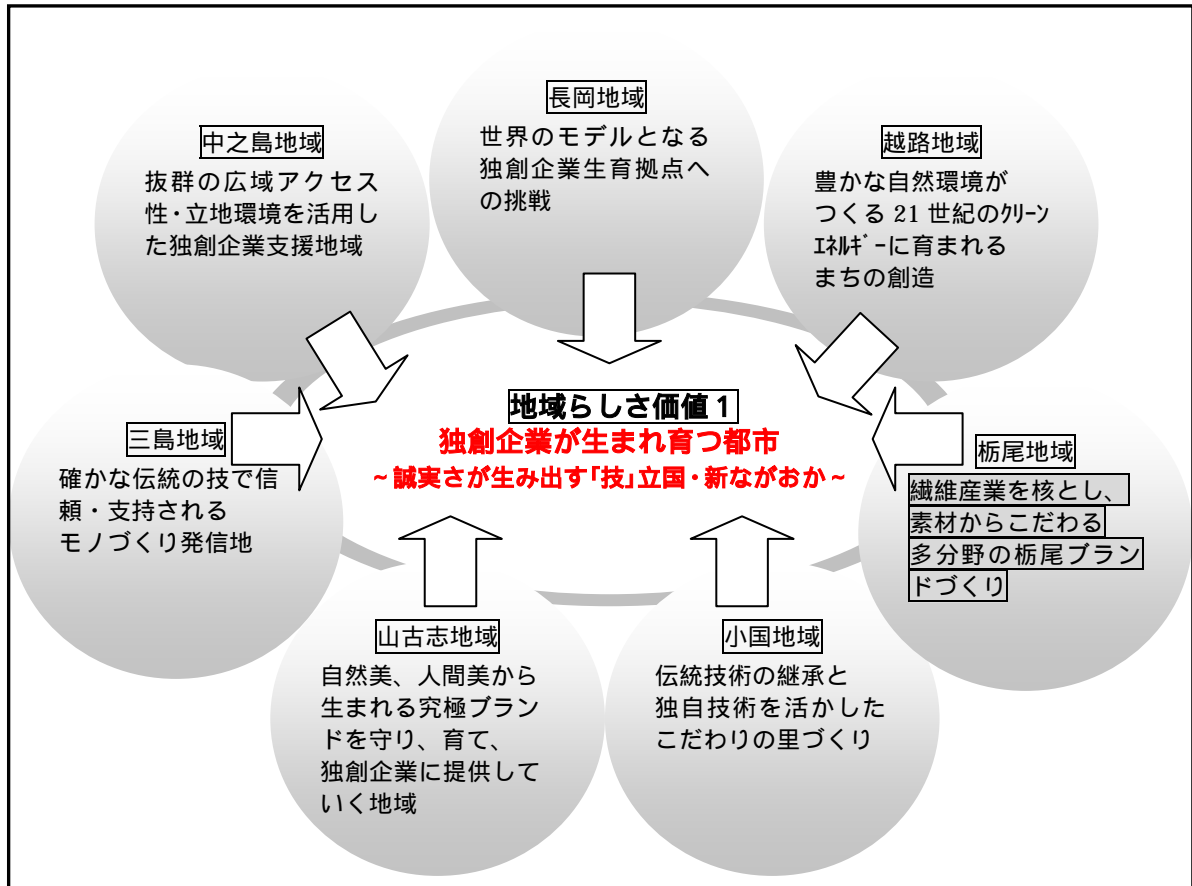 長岡地域
世界のモデルとなる
独創企業生育拠点へ
の挑戦
中之島地域
抜群の広域アクセス
性・立地環境を活用し
た独創企業支援地域
越路地域
豊かな自然環境が
つくる 21 世紀のｸﾘｰﾝ
ｴﾈﾙｷﾞｰに育まれる
まちの創造
地域らしさ価値1
独創企業が生まれ育つ都市
~誠実さが生み出す「技」立国・新ながおか~
三島地域
確かな伝統の技で信
頼・支持される
モノづくり発信地
栃尾地域
繊維産業を核とし、
素材からこだわる
多分野の栃尾ブラン
ドづくり
山古志地域
自然美、人間美から
生まれる究極ブラン
ドを守り、育て、
独創企業に提供して
いく地域
小国地域
伝統技術の継承と
独自技術を活かした
こだわりの里づくり